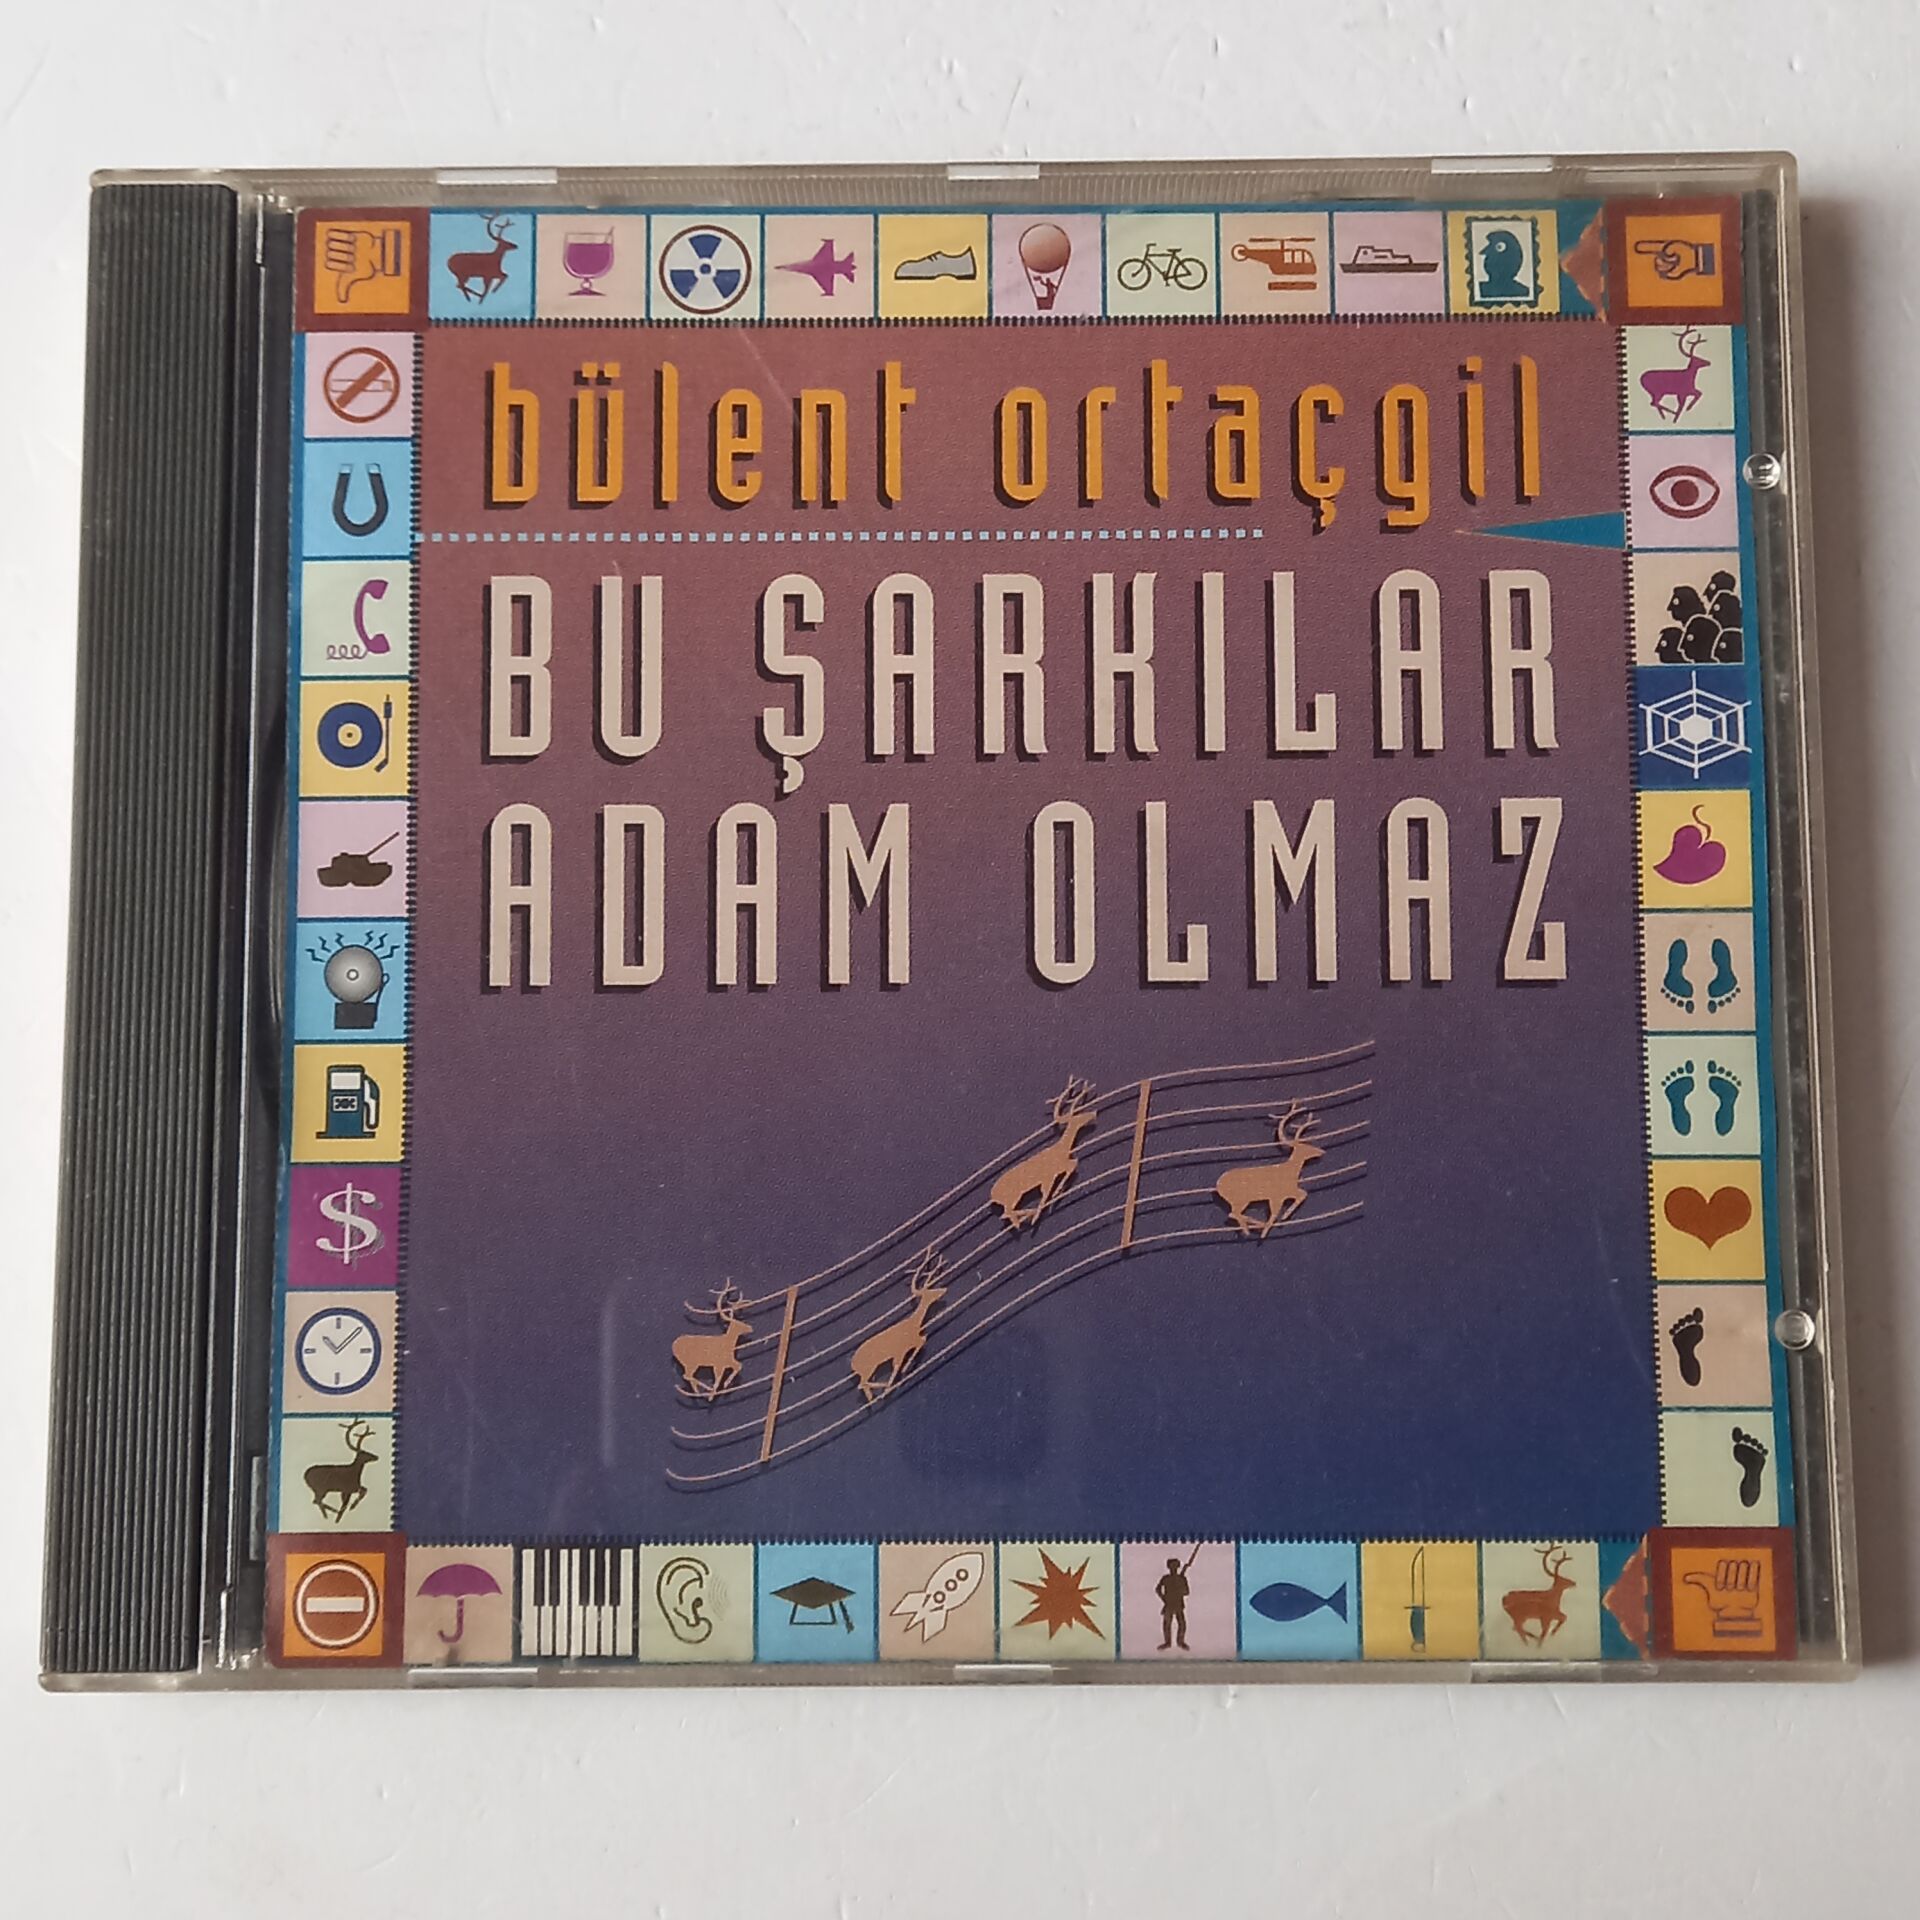 bülent ortaçgil
BU ŞARKILAR
ADAM OLMAZ
$